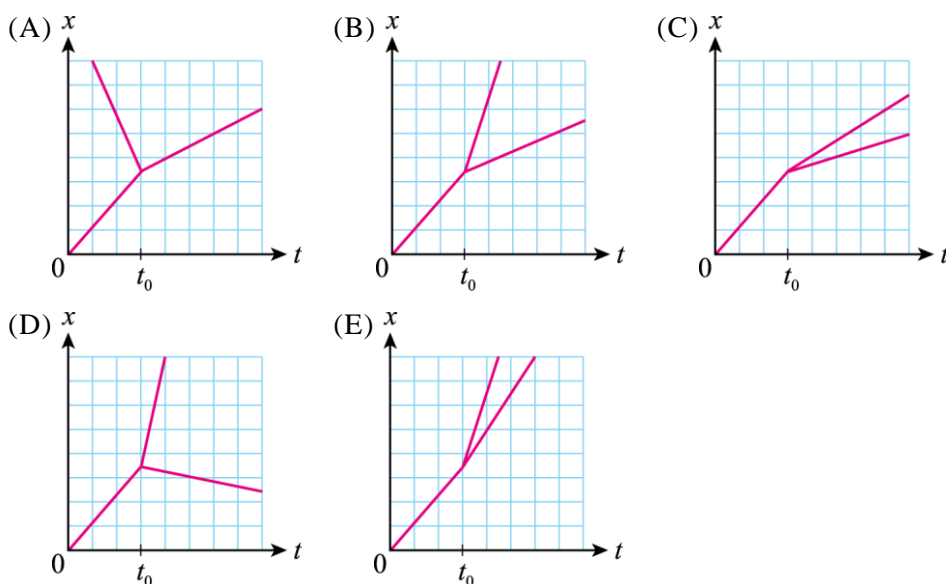 (A) x (B) x (C) x
0 t₀ t 0 t₀ t 0 t₀ t
(D) x (E) x
0 t₀ t 0 t₀ t